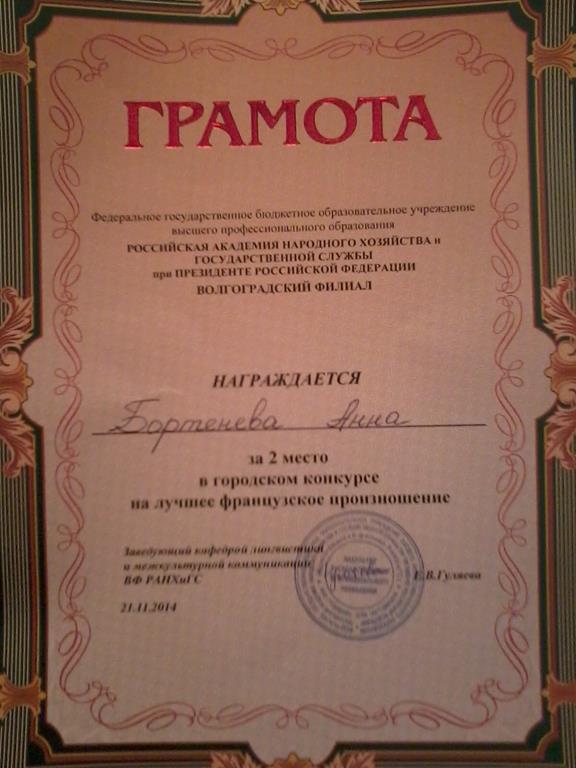 ГРАМОТА
Федеральное государственное бюджетное образовательное учреждение
высшего профессионального образования
РОССИЙСКАЯ АКАДЕМИЯ НАРОДНОГО ХОЗЯЙСТВА и
ГОСУДАРСТВЕННОЙ СЛУЖБЫ
при ПРЕЗИДЕНТЕ РОССИЙСКОЙ ФЕДЕРАЦИИ
ВОЛГОГРАДСКИЙ ФИЛИАЛ
НАГРАЖДАЕТСЯ
Бортенева Анна
за 2 место
в городском конкурсе
на лучшее французское произношение
Заведующий кафедрой лингвистики
и межкультурной коммуникации
ВФ РАНХиГС
Е.В.Гуляева
21.11.2014